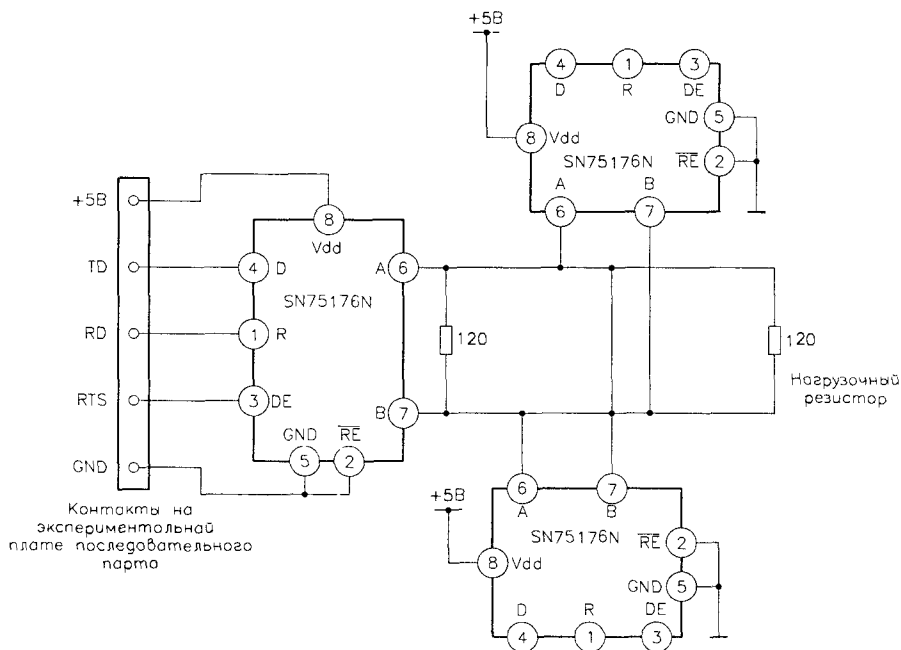 +5В
4
1
3
D
R
DE
GND
5
8
Vdd
SN75176N
RE
2
A
B
6
7
+5В
8
Vdd
TD
4
D
A
6
SN75176N
RD
1
R
120
120
Нагрузочный
резистор
RTS
3
DE
B
7
GND
RE
GND
5
2
Контакты на
экспериментольнай
плате последовательного
парта
+5В
6
7
A
B
SN75176N
RE
2
8
Vdd
GND
5
D
R
DE
4
1
3